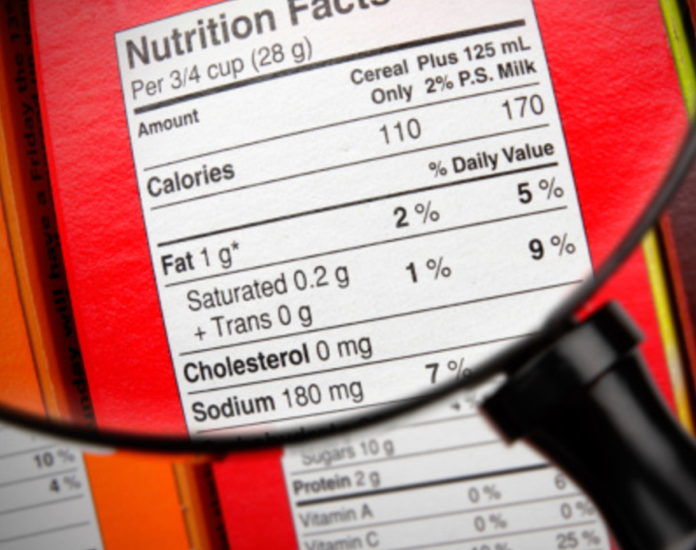 Nutrition Facts
Per 3/4 cup (28 g)
Cereal Plus 125 mL
Amount Only 2% P.S. Milk
Calories 110 170
% Daily Value
Fat 1 g* 2 % 5 %
Saturated 0.2 g 1 % 9 %
+ Trans 0 g
Cholesterol 0 mg
Sodium 180 mg 7 %
4 %
Sugars 10 g
Protein 2 g
Vitamin A 0 % 6
Vitamin C 0 % 0 %
25 %
10 %
4 %